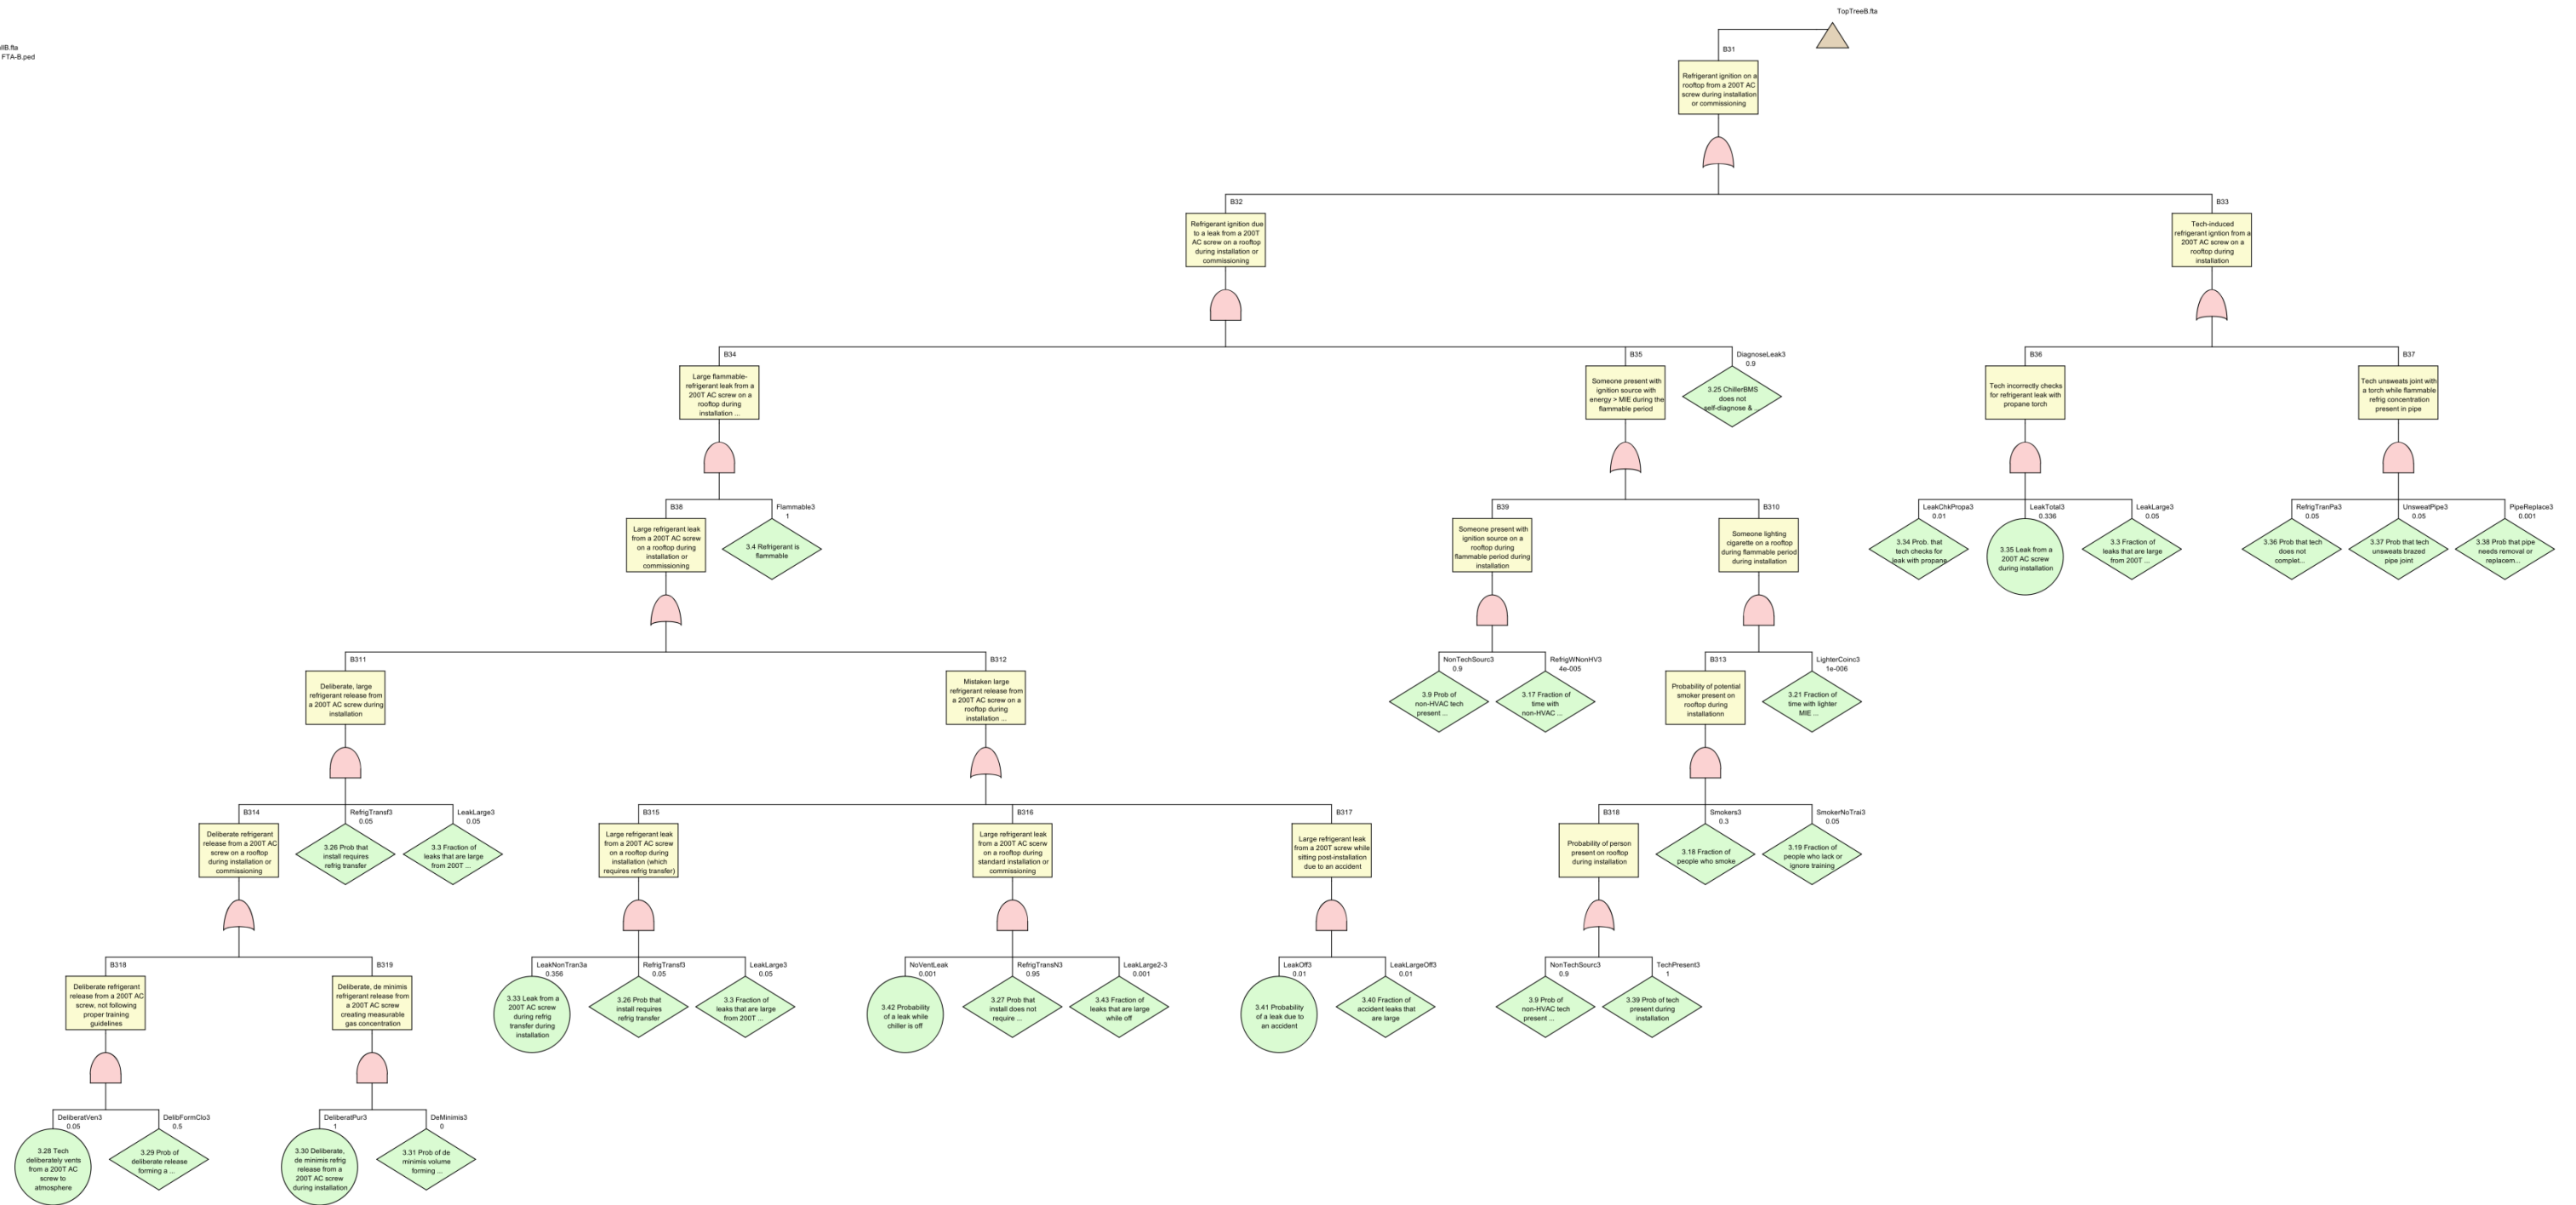 TopTreeB.fta
llB.fta
FTA-B.ped
B31
Refrigerant ignition on a
rooftop from a 200T AC
screw during installation
or commissioning
B32
Refrigerant ignition due
to a leak from a 200T
AC screw on a rooftop
during installation or
commissioning
B33
Tech-induced
refrigerant igntion from a
200T AC screw on a
rooftop during
installation
B34
Large flammable-
refrigerant leak from a
200T AC screw on a
rooftop during
installation ...
B35
Someone present with
ignition source with
energy > MIE during the
flammable period
DiagnoseLeak3
0.9
3.25 ChillerBMS
does not
self-diagnose & ...
B36
Tech incorrectly checks
for refrigerant leak with
propane torch
B37
Tech unsweats joint with
a torch while flammable
refrig concentration
present in pipe
B38
Large refrigerant leak
from a 200T AC screw
on a rooftop during
installation or
commissioning
Flammable3
1
3.4 Refrigerant is
flammable
B39
Someone present with
ignition source on a
rooftop during
flammable period during
installation
B310
Someone lighting
cigarette on a rooftop
during flammable period
during installation
LeakChkPropa3
0.01
3.34 Prob. that
tech checks for
leak with propane
LeakTotal3
0.336
3.35 Leak from a
200T AC screw
during installation
LeakLarge3
0.05
3.3 Fraction of
leaks that are large
from 200T ...
RefrigTranPa3
0.05
3.36 Prob that tech
does not
complet...
UnsweatPipe3
0.05
3.37 Prob that tech
unsweats brazed
pipe joint
PipeReplace3
0.001
3.38 Prob that pipe
needs removal or
replacem...
B311
Deliberate, large
refrigerant release from
a 200T AC screw during
installation
B312
Mistaken large
refrigerant release from
a 200T AC screw on a
rooftop during
installation ...
NonTechSourc3
0.9
3.9 Prob of
non-HVAC tech
present ...
RefrigWNonHV3
4e-005
3.17 Fraction of
time with
non-HVAC ...
B313
Probability of potential
smoker present on
rooftop during
installationn
LighterCoinc3
1e-006
3.21 Fraction of
time with lighter
MIE ...
B314
Deliberate refrigerant
release from a 200T AC
screw on a rooftop
during installation or
commissioning
RefrigTransf3
0.05
3.26 Prob that
install requires
refrig transfer
LeakLarge3
0.05
3.3 Fraction of
leaks that are large
from 200T ...
B315
Large refrigerant leak
from a 200T AC screw
on a rooftop during
installation (which
requires refrig transfer)
B316
Large refrigerant leak
from a 200T AC scerw
on a rooftop during
standard installation or
commissioning
B317
Large refrigerant leak
from a 200T screw while
sitting post-installation
due to an accident
B318
Probability of person
present on rooftop
during installation
Smokers3
0.3
3.18 Fraction of
people who smoke
SmokerNoTrai3
0.05
3.19 Fraction of
people who lack or
ignore training
B318
Deliberate refrigerant
release from a 200T AC
screw, not following
proper training
guidelines
B319
Deliberate, de minimis
refrigerant release from
a 200T AC screw
creating measurable
gas concentration
LeakNonTran3a
0.356
3.33 Leak from a
200T AC screw
during refrig
transfer during
installation
RefrigTransf3
0.05
3.26 Prob that
install requires
refrig transfer
LeakLarge3
0.05
3.3 Fraction of
leaks that are large
from 200T ...
NoVentLeak
0.001
3.42 Probability
of a leak while
chiller is off
RefrigTransN3
0.95
3.27 Prob that
install does not
require ...
LeakLarge2-3
0.001
3.43 Fraction of
leaks that are large
while off
LeakOff3
0.01
3.41 Probability
of a leak due to
an accident
LeakLargeOff3
0.01
3.40 Fraction of
accident leaks that
are large
NonTechSourc3
0.9
3.9 Prob of
non-HVAC tech
present ...
TechPresent3
1
3.39 Prob of tech
present during
installation
DeliberatVen3
0.05
3.28 Tech
deliberately vents
from a 200T AC
screw to
atmosphere
DelibFormClo3
0.5
3.29 Prob of
deliberate release
forming a ...
DeliberatPur3
1
3.30 Deliberate,
de minimis refrig
release from a
200T AC screw
during installation
DeMinimis3
0
3.31 Prob of de
minimis volume
forming ...